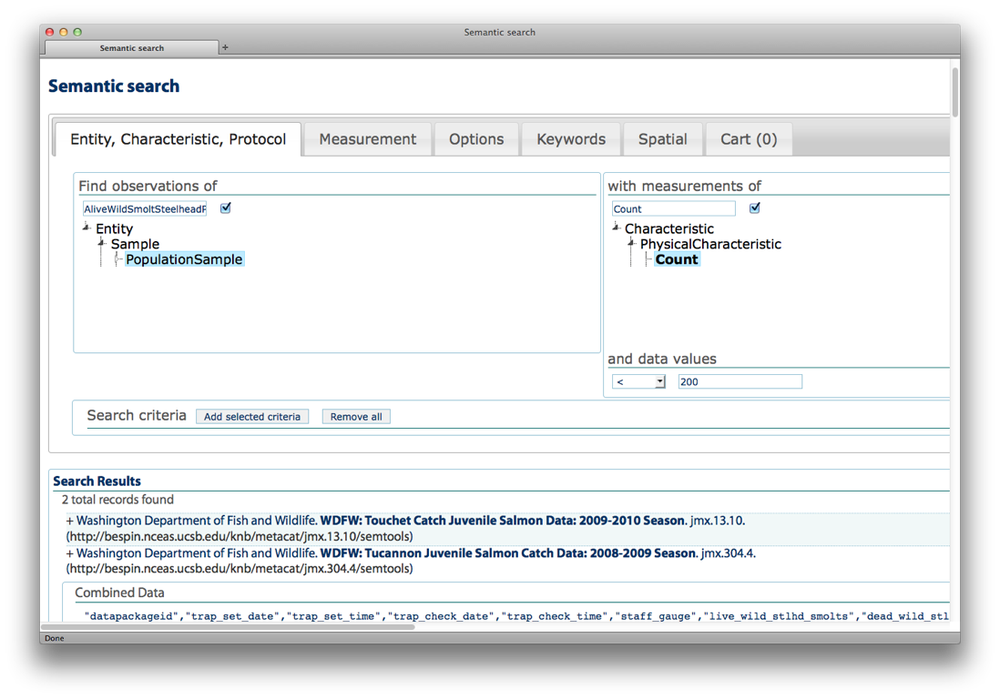 Semantic search
Semantic search
+
Semantic search
Entity, Characteristic, Protocol
Measurement
Options
Keywords
Spatial
Cart (0)
Find observations of
AliveWildSmoltSteelheadP
Entity
Sample
PopulationSample
with measurements of
Count
Characteristic
PhysicalCharacteristic
Count
and data values
< 200
Search criteria Add selected criteria Remove all
Search Results
2 total records found
+ Washington Department of Fish and Wildlife. WDFW: Touchet Catch Juvenile Salmon Data: 2009-2010 Season. jmx.13.10.
(http://bespin.nceas.ucsb.edu/knb/metacat/jmx.13.10/semtools)
+ Washington Department of Fish and Wildlife. WDFW: Tucannon Juvenile Salmon Catch Data: 2008-2009 Season. jmx.304.4.
(http://bespin.nceas.ucsb.edu/knb/metacat/jmx.304.4/semtools)
Combined Data
"datapackageid","trap_set_date","trap_set_time","trap_check_date","trap_check_time","staff_gauge","live_wild_stlhd_smolts","dead_wild_stl
Done